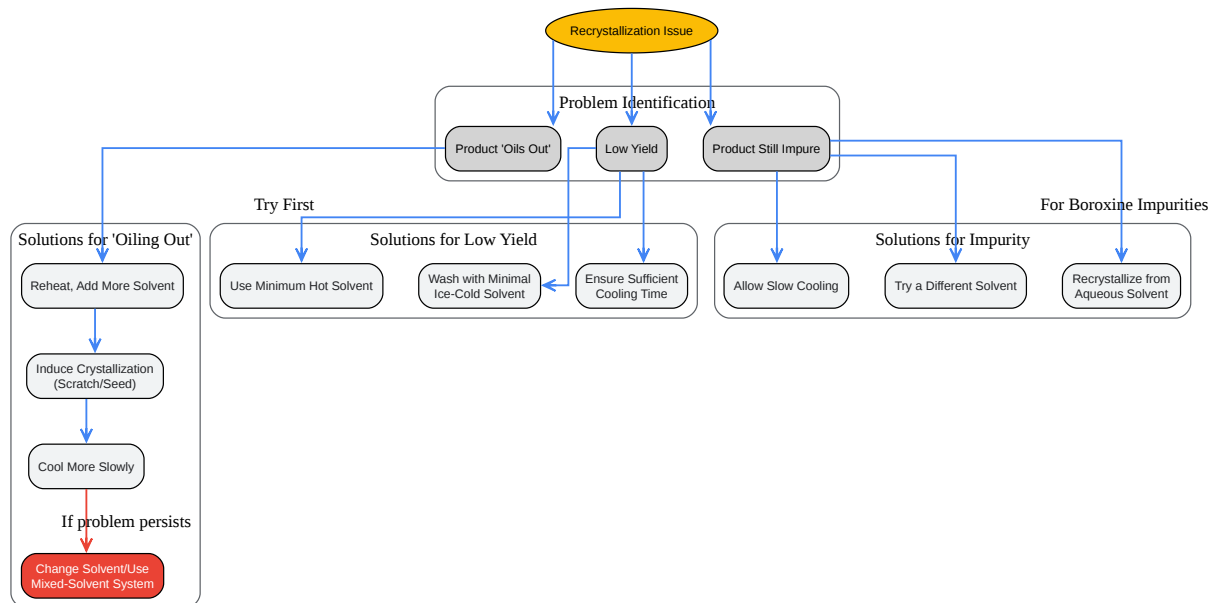 Recrystallization Issue
Problem Identification
Product 'Oils Out'
Low Yield
Product Still Impure
Try First
For Boroxine Impurities
Solutions for 'Oiling Out'
Solutions for Low Yield
Solutions for Impurity
Reheat, Add More Solvent
Use Minimum Hot Solvent
Wash with Minimal
Ice-Cold Solvent
Ensure Sufficient
Cooling Time
Allow Slow Cooling
Try a Different Solvent
Recrystallize from
Aqueous Solvent
Induce Crystallization
(Scratch/Seed)
Cool More Slowly
If problem persists
Change Solvent/Use
Mixed-Solvent System